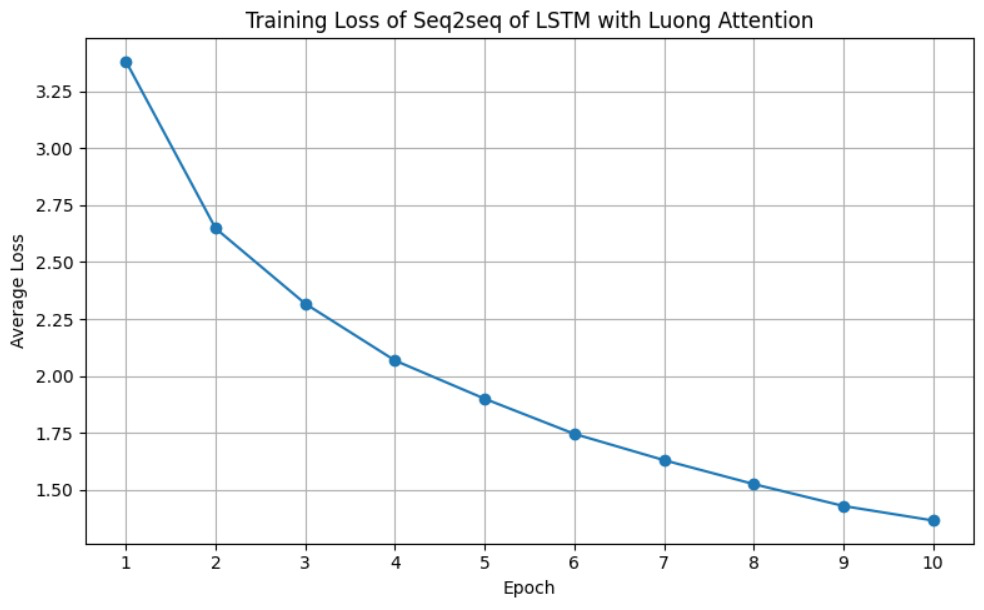 Training Loss of Seq2seq of LSTM with Luong Attention
3.25
3.00
2.75
2.50
2.25
2.00
1.75
1.50
Average Loss
1 2 3 4 5 6 7 8 9 10
Epoch